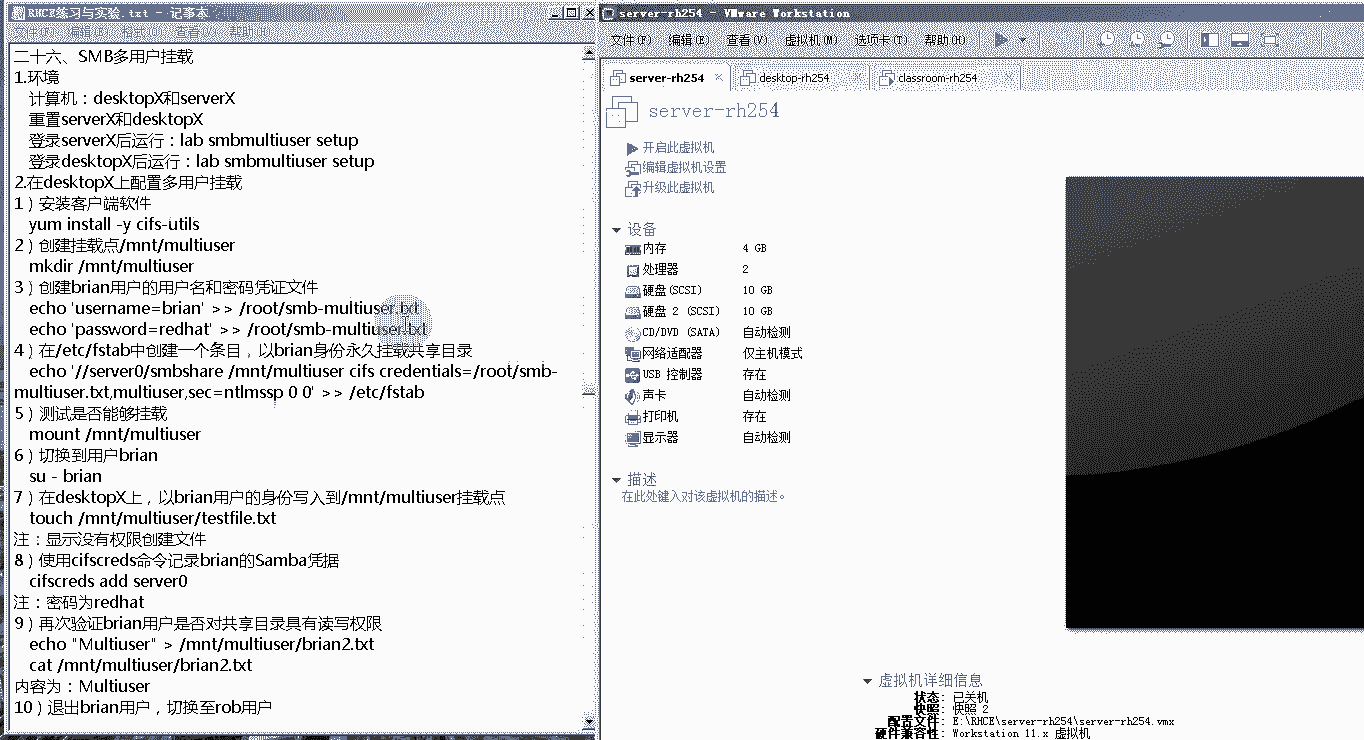 RHCE练习与实验.txt - 记事本
文件(F) 编辑(E) 格式(O) 查看(V) 帮助(H)
二十六、SMB多用户挂载
1.环境
计算机：desktopX和serverX
重置serverX和desktopX
登录serverX后运行：lab smbmultiuser setup
登录desktopX后运行：lab smbmultiuser setup
2.在desktopX上配置多用户挂载
1）安装客户端软件
yum install -y cifs-utils
2）创建挂载点/mnt/multiuser
mkdir /mnt/multiuser
3）创建brian用户的用户名和密码凭证文件
echo 'username=brian' >> /root/smb-multiuser.txt
echo 'password=redhat' >> /root/smb-multiuser.txt
4）在/etc/fstab中创建一个条目，以brian身份永久挂载共享目录
echo '//server0/smbshare /mnt/multiuser cifs credentials=/root/smb-
multiuser.txt,multiuser,sec=ntlmssp 0 0' >> /etc/fstab
5）测试是否能够挂载
mount /mnt/multiuser
6）切换到用户brian
su - brian
7）在desktopX上，以brian用户的身份写入到/mnt/multiuser挂载点
touch /mnt/multiuser/testfile.txt
注：显示没有权限创建文件
8）使用cifscreds命令记录brian的Samba凭据
cifscreds add server0
注：密码为redhat
9）再次验证brian用户是否对共享目录具有读写权限
echo "Multiuser" > /mnt/multiuser/brian2.txt
cat /mnt/multiuser/brian2.txt
内容为：Multiuser
10）退出brian用户，切换至rob用户
server-rh254 - VMware Workstation
文件(F) 编辑(E) 查看(V) 虚拟机(M) 选项卡(T) 帮助(H)
server-rh254 desktop-rh254 classroom-rh254
server-rh254
开启此虚拟机
编辑虚拟机设置
升级此虚拟机
设备
内存 4 GB
处理器 2
硬盘(SCSI) 10 GB
硬盘 2 (SCSI) 10 GB
CD/DVD (SATA) 自动检测
网络适配器 仅主机模式
USB 控制器 存在
声卡 自动检测
打印机 存在
显示器 自动检测
描述
在此处键入对该虚拟机的描述。
虚拟机详细信息
状态：已关机
快照：快照 2
配置文件：E:\RHCE\server-rh254\server-rh254.vmx
硬件兼容性：Workstation 11.x 虚拟机